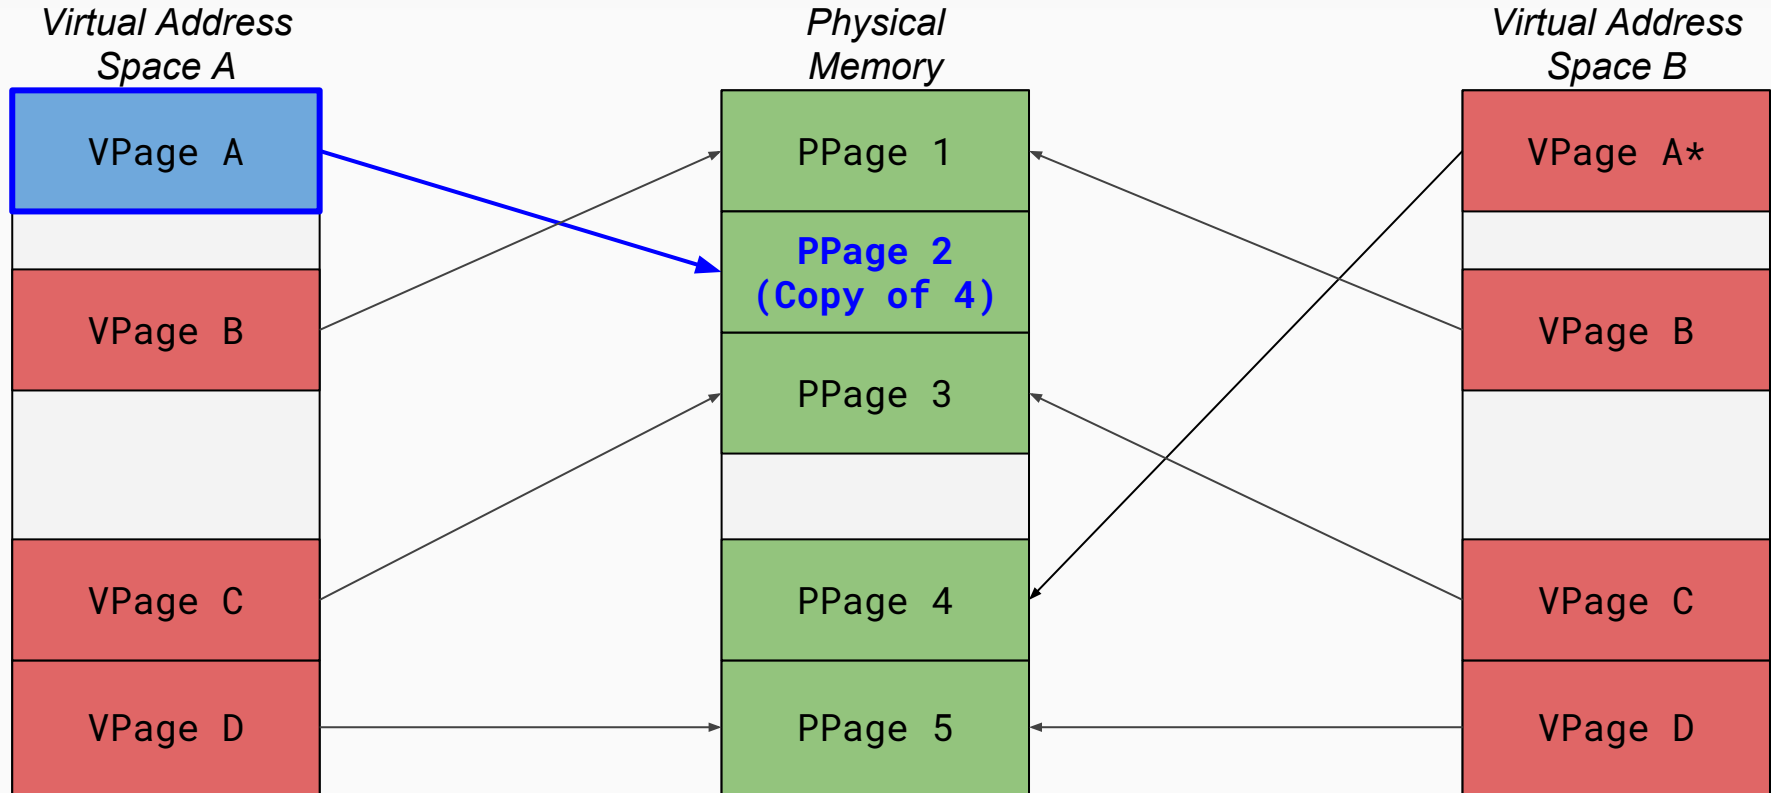 Virtual Address
Space A
VPage A
VPage B
VPage C
VPage D
Physical
Memory
PPage 1
PPage 2
(Copy of 4)
PPage 3
PPage 4
PPage 5
Virtual Address
Space B
VPage A*
VPage B
VPage C
VPage D